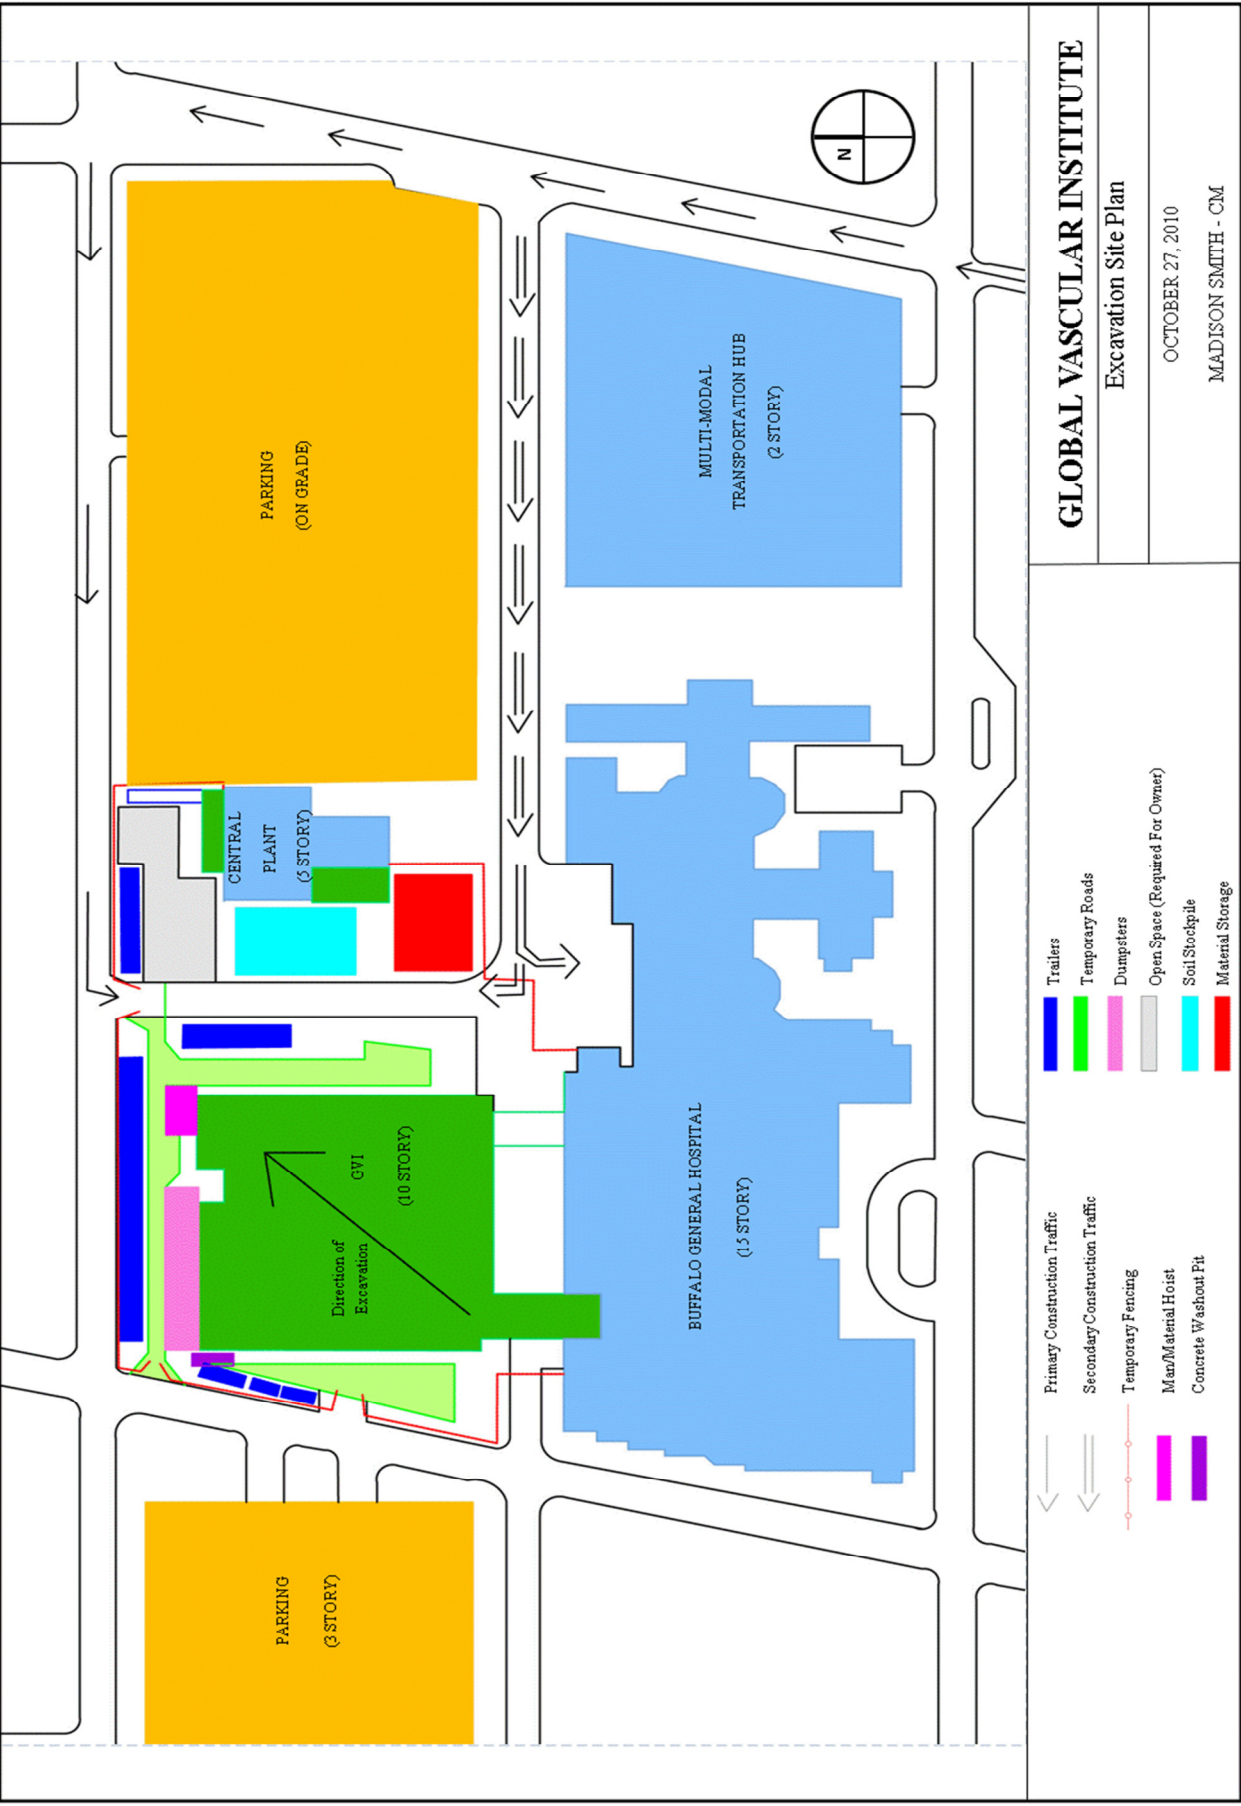 GLOBAL VASCULAR INSTITUTE
Excavation Site Plan
OCTOBER 27, 2010
MADISON SMITH - CM
N
PARKING
(ON GRADE)
MULTI-MODAL
TRANSPORTATION HUB
(2 STORY)
CENTRAL
PLANT
(5 STORY)
GVI
(10 STORY)
Direction of
Excavation
BUFFALO GENERAL HOSPITAL
(15 STORY)
PARKING
(3 STORY)
Trailers
Temporary Roads
Dumpsters
Open Space (Required For Owner)
Soil Stockpile
Material Storage
Primary Construction Traffic
Secondary Construction Traffic
Temporary Fencing
Man/Material Hoist
Concrete Washout Pit